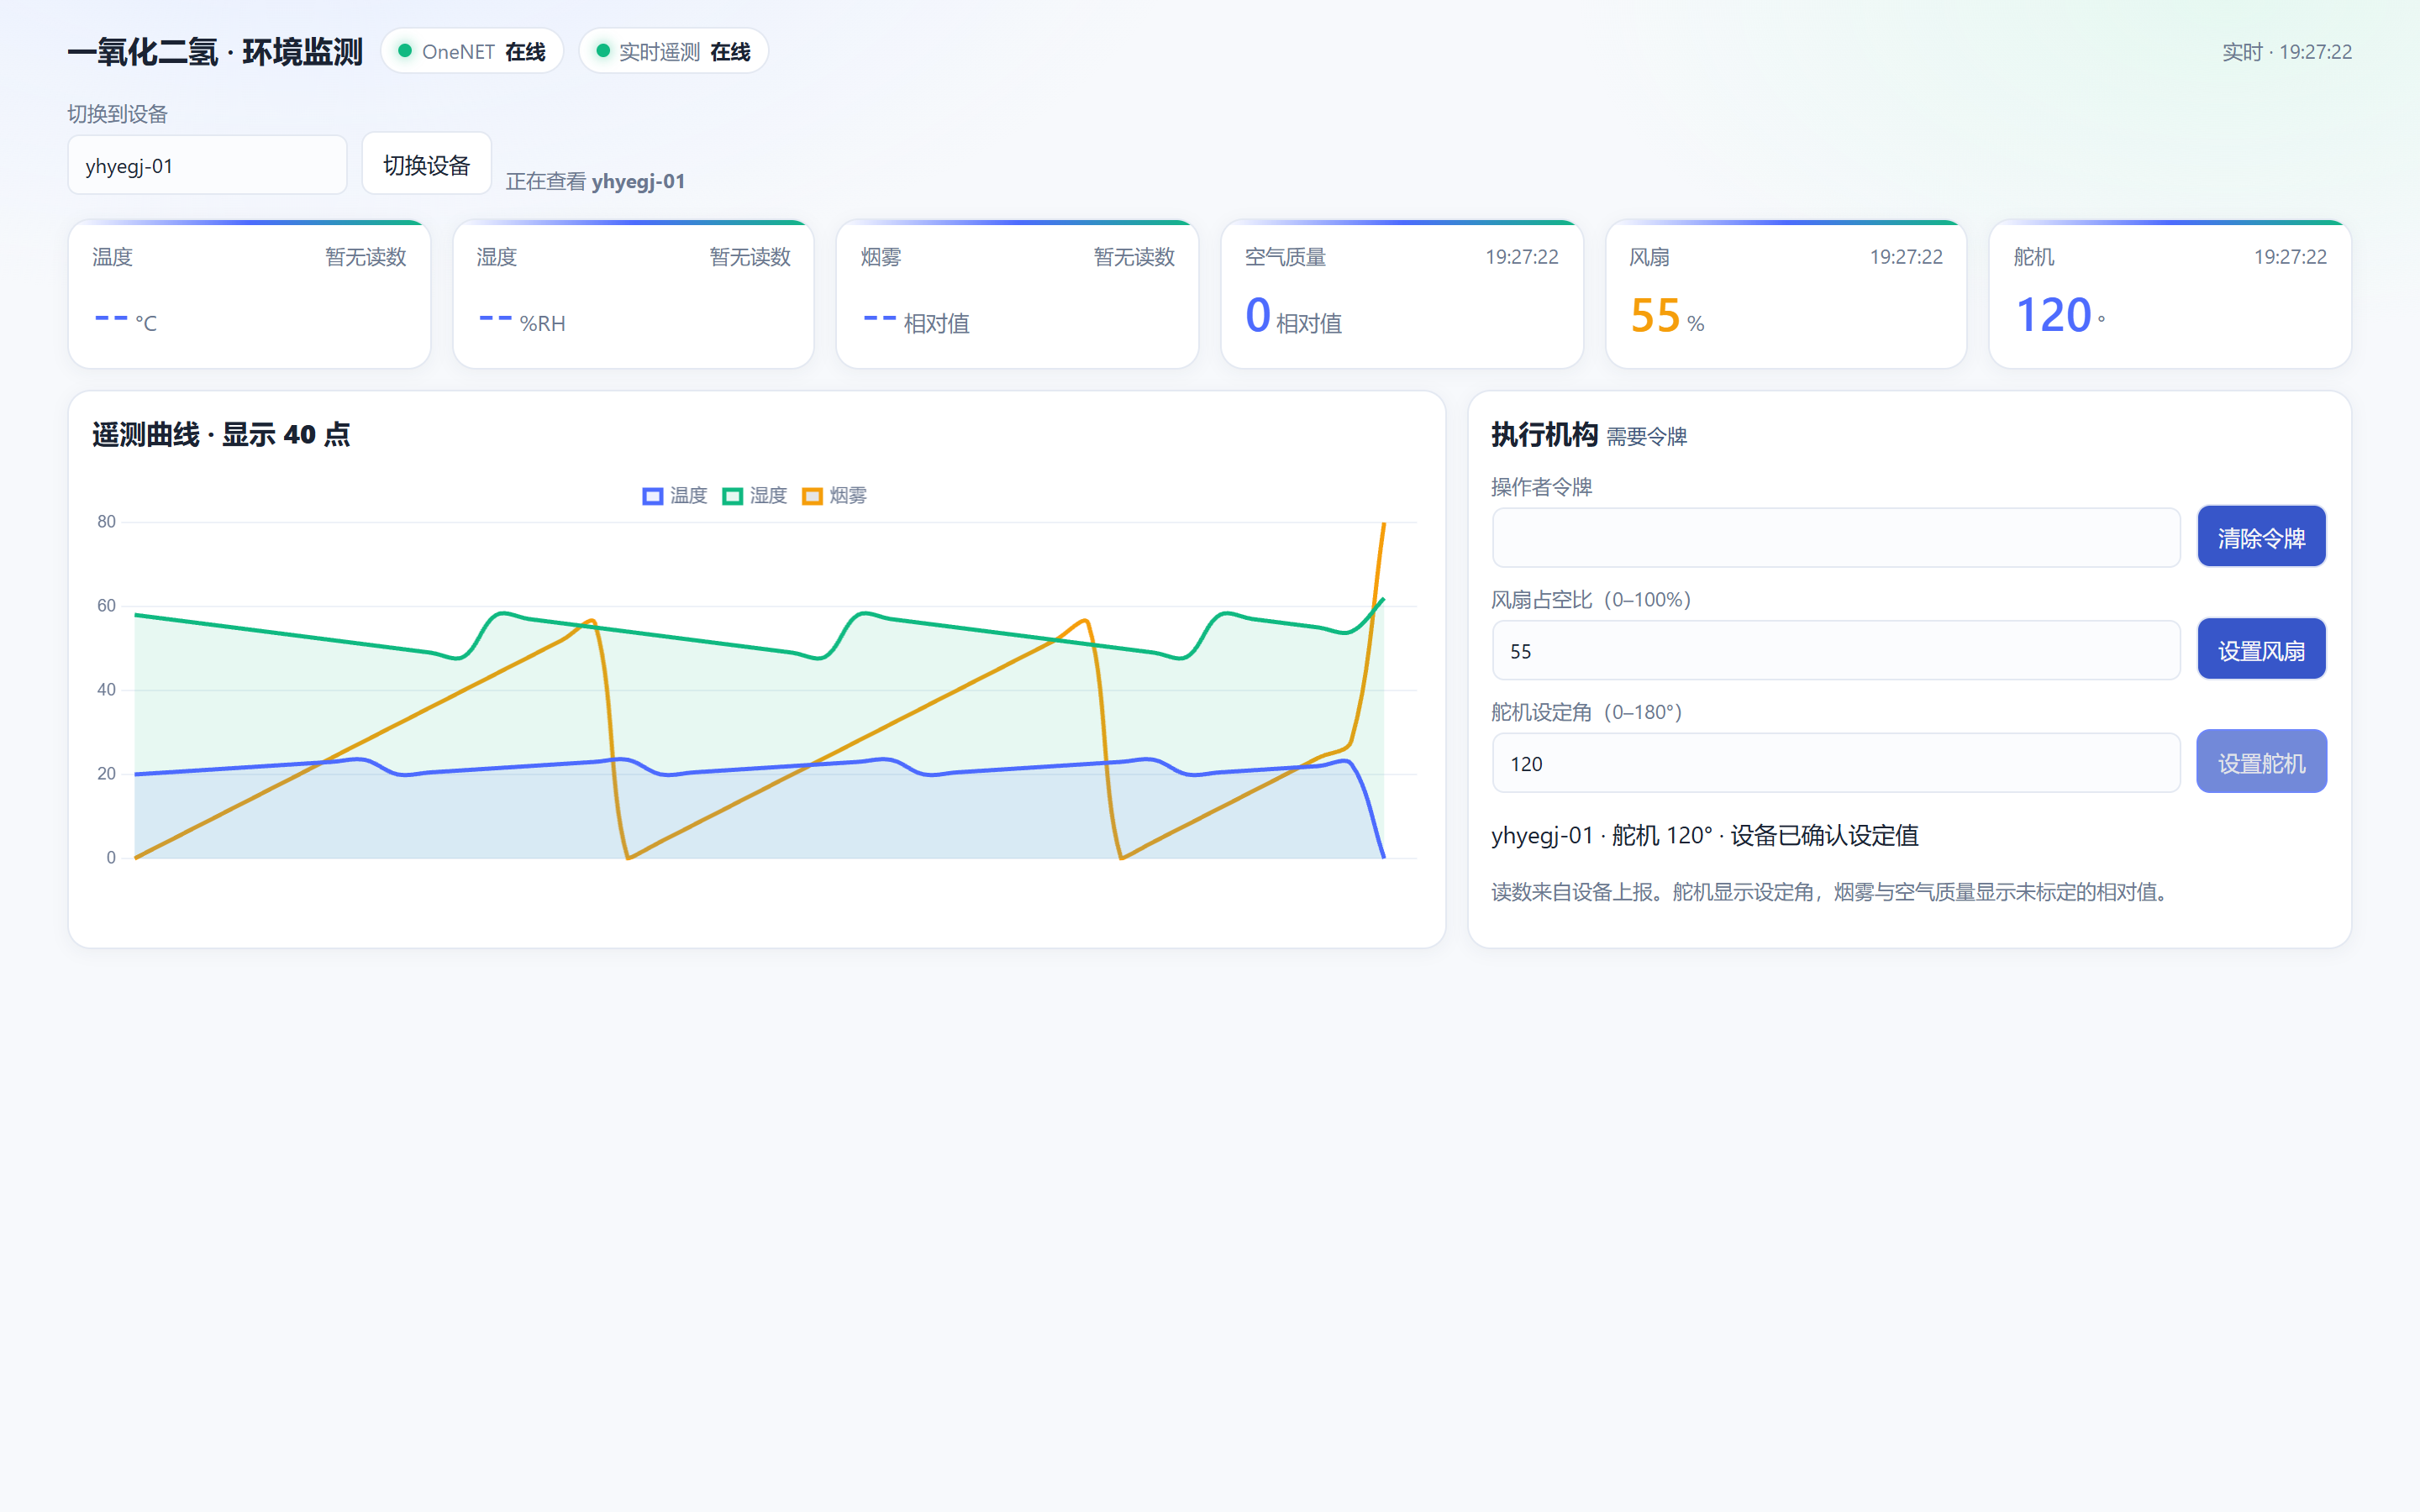 一氧化二氢 · 环境监测
OneNET 在线
实时遥测 在线
实时 · 19:27:22
切换到设备
yhyegj-01
切换设备
正在查看 yhyegj-01
温度 暂无读数
-- °C
湿度 暂无读数
-- %RH
烟雾 暂无读数
-- 相对值
空气质量 19:27:22
0 相对值
风扇 19:27:22
55 %
舵机 19:27:22
120 °
遥测曲线 · 显示 40 点
温度 湿度 烟雾
80
60
40
20
0
执行机构 需要令牌
操作者令牌
清除令牌
风扇占空比（0–100%）
55
设置风扇
舵机设定角（0–180°）
120
设置舵机
yhyegj-01 · 舵机 120° · 设备已确认设定值
读数来自设备上报。舵机显示设定角，烟雾与空气质量显示未标定的相对值。